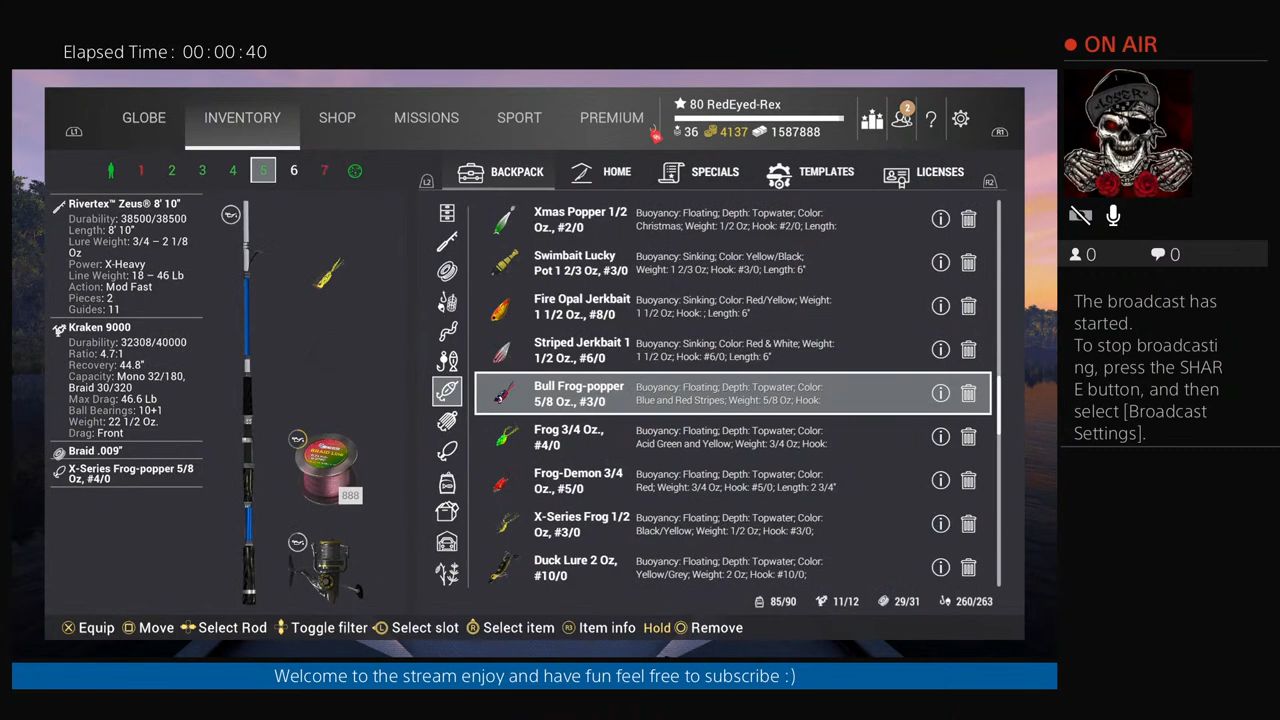 Elapsed Time: 00:00:40
ON AIR
GLOBE INVENTORY SHOP MISSIONS SPORT PREMIUM
80 RedEyed-Rex
36 4137 1587888
2 ?
L1 R1
1 2 3 4 5 6 7
L2 BACKPACK HOME SPECIALS TEMPLATES LICENSES R2
Rivertex™ Zeus® 8' 10"
Durability: 38500/38500
Length: 8' 10"
Lure Weight: 3/4 – 2 1/8
Oz
Power: X-Heavy
Line Weight: 18 – 46 Lb
Action: Mod Fast
Pieces: 2
Guides: 11
Kraken 9000
Durability: 32308/40000
Ratio: 4.7:1
Recovery: 44.8"
Capacity: Mono 32/180,
Braid 30/320
Max Drag: 46.6 Lb
Ball Bearings: 10+1
Weight: 22 1/2 Oz.
Drag: Front
Braid .009"
X-Series Frog-popper 5/8
Oz, #4/0
888
Xmas Popper 1/2
Oz., #2/0
Buoyancy: Floating; Depth: Topwater; Color:
Christmas; Weight: 1/2 Oz; Hook: #2/0; Length:
Swimbait Lucky
Pot 1 2/3 Oz, #3/0
Buoyancy: Sinking; Color: Yellow/Black;
Weight: 1 2/3 Oz; Hook: #3/0; Length: 6"
Fire Opal Jerkbait
1 1/2 Oz., #8/0
Buoyancy: Sinking; Color: Red/Yellow; Weight:
1 1/2 Oz; Hook: ; Length: 6"
Striped Jerkbait 1
1/2 Oz., #6/0
Buoyancy: Sinking; Color: Red & White; Weight:
1 1/2 Oz; Hook: #6/0; Length: 6"
Bull Frog-popper
5/8 Oz., #3/0
Buoyancy: Floating; Depth: Topwater; Color:
Blue and Red Stripes; Weight: 5/8 Oz; Hook:
Frog 3/4 Oz.,
#4/0
Buoyancy: Floating; Depth: Topwater; Color:
Acid Green and Yellow; Weight: 3/4 Oz; Hook:
Frog-Demon 3/4
Oz., #5/0
Buoyancy: Floating; Depth: Topwater; Color:
Red; Weight: 3/4 Oz; Hook: #5/0; Length: 2 3/4"
X-Series Frog 1/2
Oz, #3/0
Buoyancy: Floating; Depth: Topwater; Color:
Black/Yellow; Weight: 1/2 Oz; Hook: #3/0;
Duck Lure 2 Oz,
#10/0
Buoyancy: Floating; Depth: Topwater; Color:
Yellow/Grey; Weight: 2 Oz; Hook: #10/0;
85/90 11/12 29/31 260/263
Equip Move Select Rod Toggle filter L Select slot R Select item R3 Item info Hold Remove
Welcome to the stream enjoy and have fun feel free to subscribe :)
LOSER
0 0
The broadcast has
started.
To stop broadcasti
ng, press the SHAR
E button, and then
select [Broadcast
Settings].